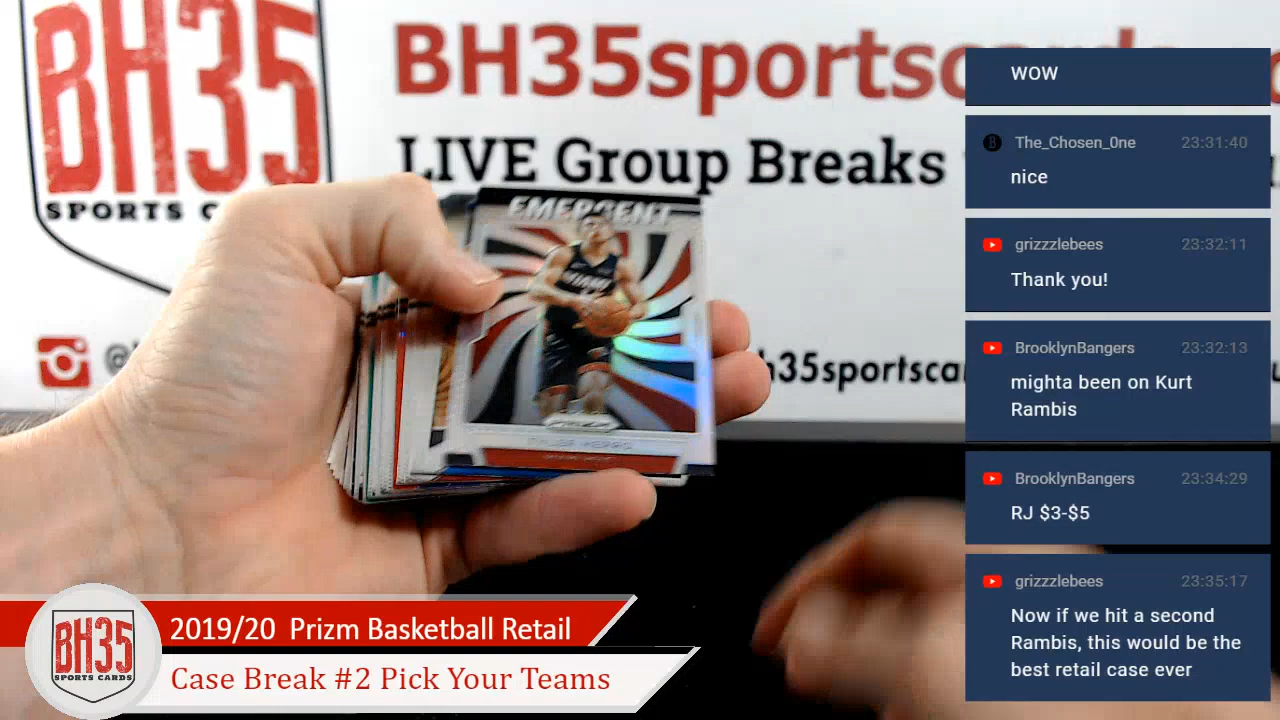 BH35
SPORTS C
BH35sportsc
LIVE Group Breaks
@
h35sportsca
EMERGENT
MIAMI
TYLER HERRO
WOW
The_Chosen_0ne 23:31:40
nice
grizzzlebees 23:32:11
Thank you!
BrooklynBangers 23:32:13
mighta been on Kurt
Rambis
BrooklynBangers 23:34:29
RJ $3-$5
grizzzlebees 23:35:17
Now if we hit a second
Rambis, this would be the
best retail case ever
BH35
SPORTS CARDS
2019/20 Prizm Basketball Retail
Case Break #2 Pick Your Teams